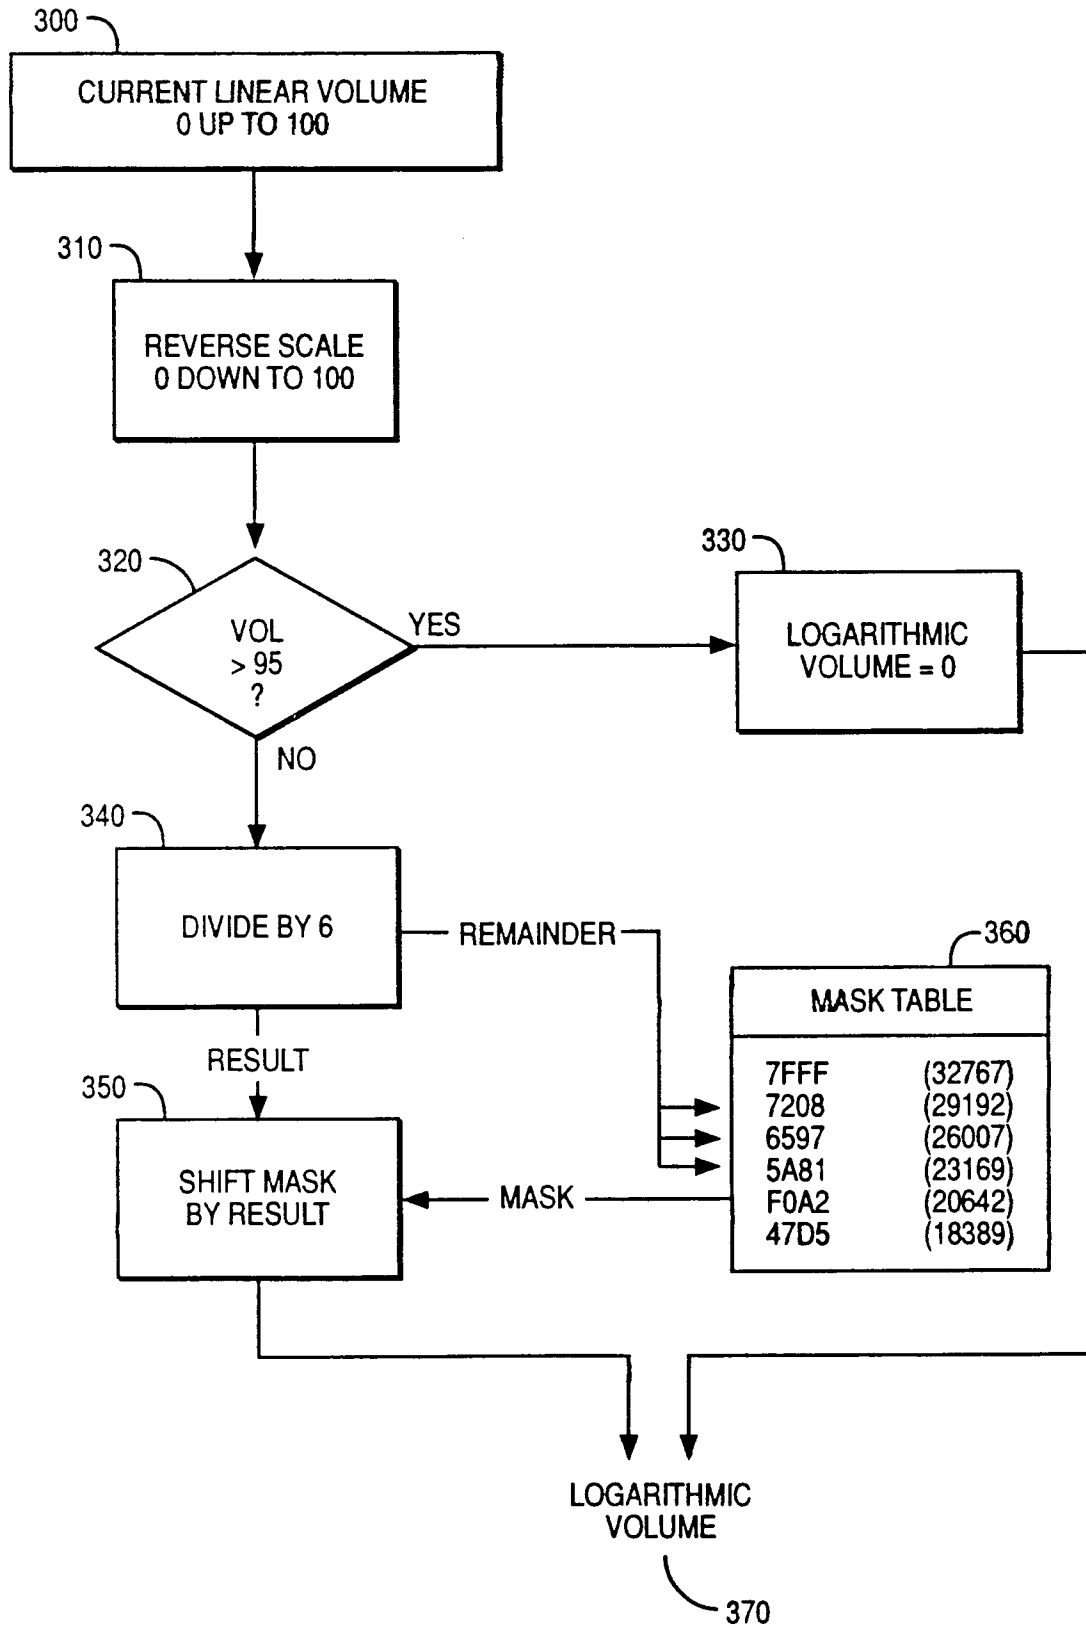 300
CURRENT LINEAR VOLUME
0 UP TO 100
310
REVERSE SCALE
0 DOWN TO 100
320
VOL
> 95
?
YES
NO
330
LOGARITHMIC
VOLUME = 0
340
DIVIDE BY 6
REMAINDER
RESULT
350
SHIFT MASK
BY RESULT
MASK
360
MASK TABLE
7FFF (32767)
7208 (29192)
6597 (26007)
5A81 (23169)
F0A2 (20642)
47D5 (18389)
LOGARITHMIC
VOLUME
370